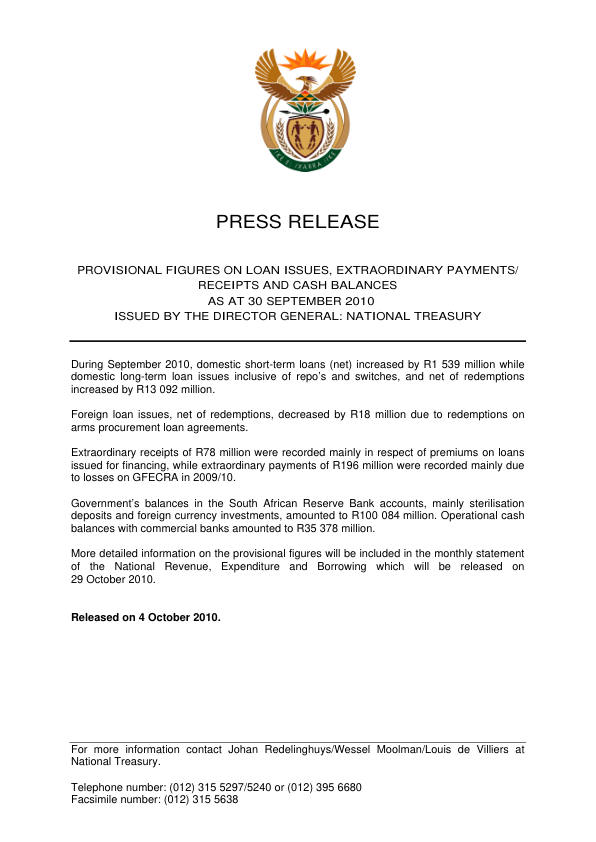 !KE E: /XARRA //KE
PRESS RELEASE
PROVISIONAL FIGURES ON LOAN ISSUES, EXTRAORDINARY PAYMENTS/
RECEIPTS AND CASH BALANCES
AS AT 30 SEPTEMBER 2010
ISSUED BY THE DIRECTOR GENERAL: NATIONAL TREASURY
During September 2010, domestic short-term loans (net) increased by R1 539 million while
domestic long-term loan issues inclusive of repo's and switches, and net of redemptions
increased by R13 092 million.
Foreign loan issues, net of redemptions, decreased by R18 million due to redemptions on
arms procurement loan agreements.
Extraordinary receipts of R78 million were recorded mainly in respect of premiums on loans
issued for financing, while extraordinary payments of R196 million were recorded mainly due
to losses on GFECRA in 2009/10.
Government's balances in the South African Reserve Bank accounts, mainly sterilisation
deposits and foreign currency investments, amounted to R100 084 million. Operational cash
balances with commercial banks amounted to R35 378 million.
More detailed information on the provisional figures will be included in the monthly statement
of the National Revenue, Expenditure and Borrowing which will be released on
29 October 2010.
Released on 4 October 2010.
For more information contact Johan Redelinghuys/Wessel Moolman/Louis de Villiers at
National Treasury.
Telephone number: (012) 315 5297/5240 or (012) 395 6680
Facsimile number: (012) 315 5638